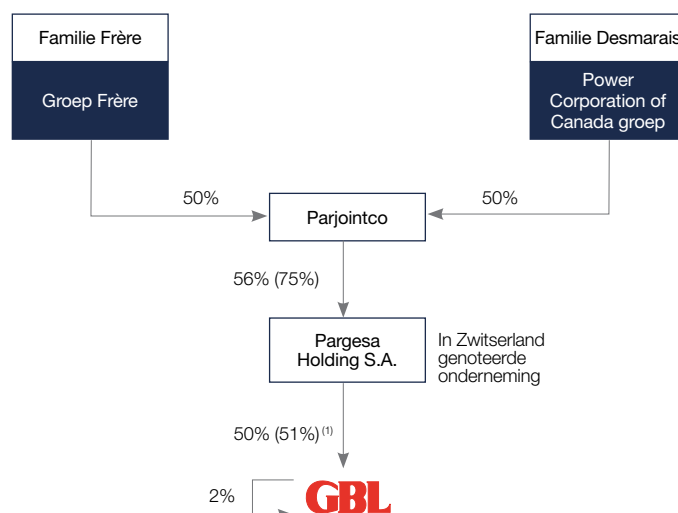 Familie Frère
Groep Frère
Familie Desmarais
Power
Corporation of
Canada groep
50%
50%
Parjointco
56% (75%)
Pargesa
Holding S.A.
In Zwitserland
genoteerde
onderneming
50% (51%) (1)
2%
GBL